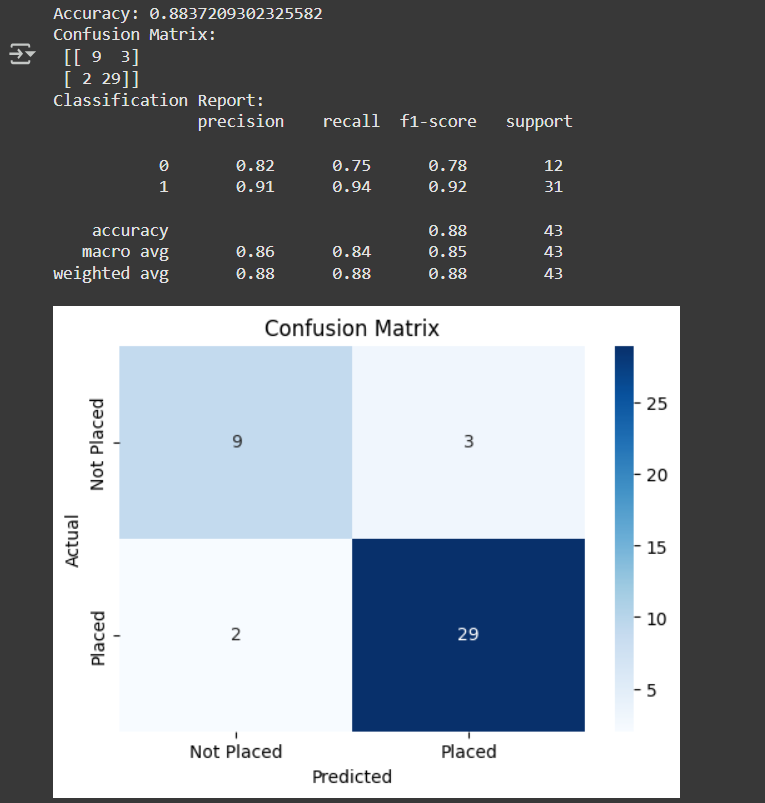 Accuracy: 0.8837209302325582
Confusion Matrix:
[[ 9  3]
[ 2 29]]
Classification Report:
precision    recall  f1-score   support
0       0.82      0.75      0.78        12
1       0.91      0.94      0.92        31
accuracy                           0.88        43
macro avg       0.86      0.84      0.85        43
weighted avg       0.88      0.88      0.88        43
Confusion Matrix
Not Placed
Placed
Actual
9
3
2
29
Not Placed
Placed
Predicted
25
20
15
10
5